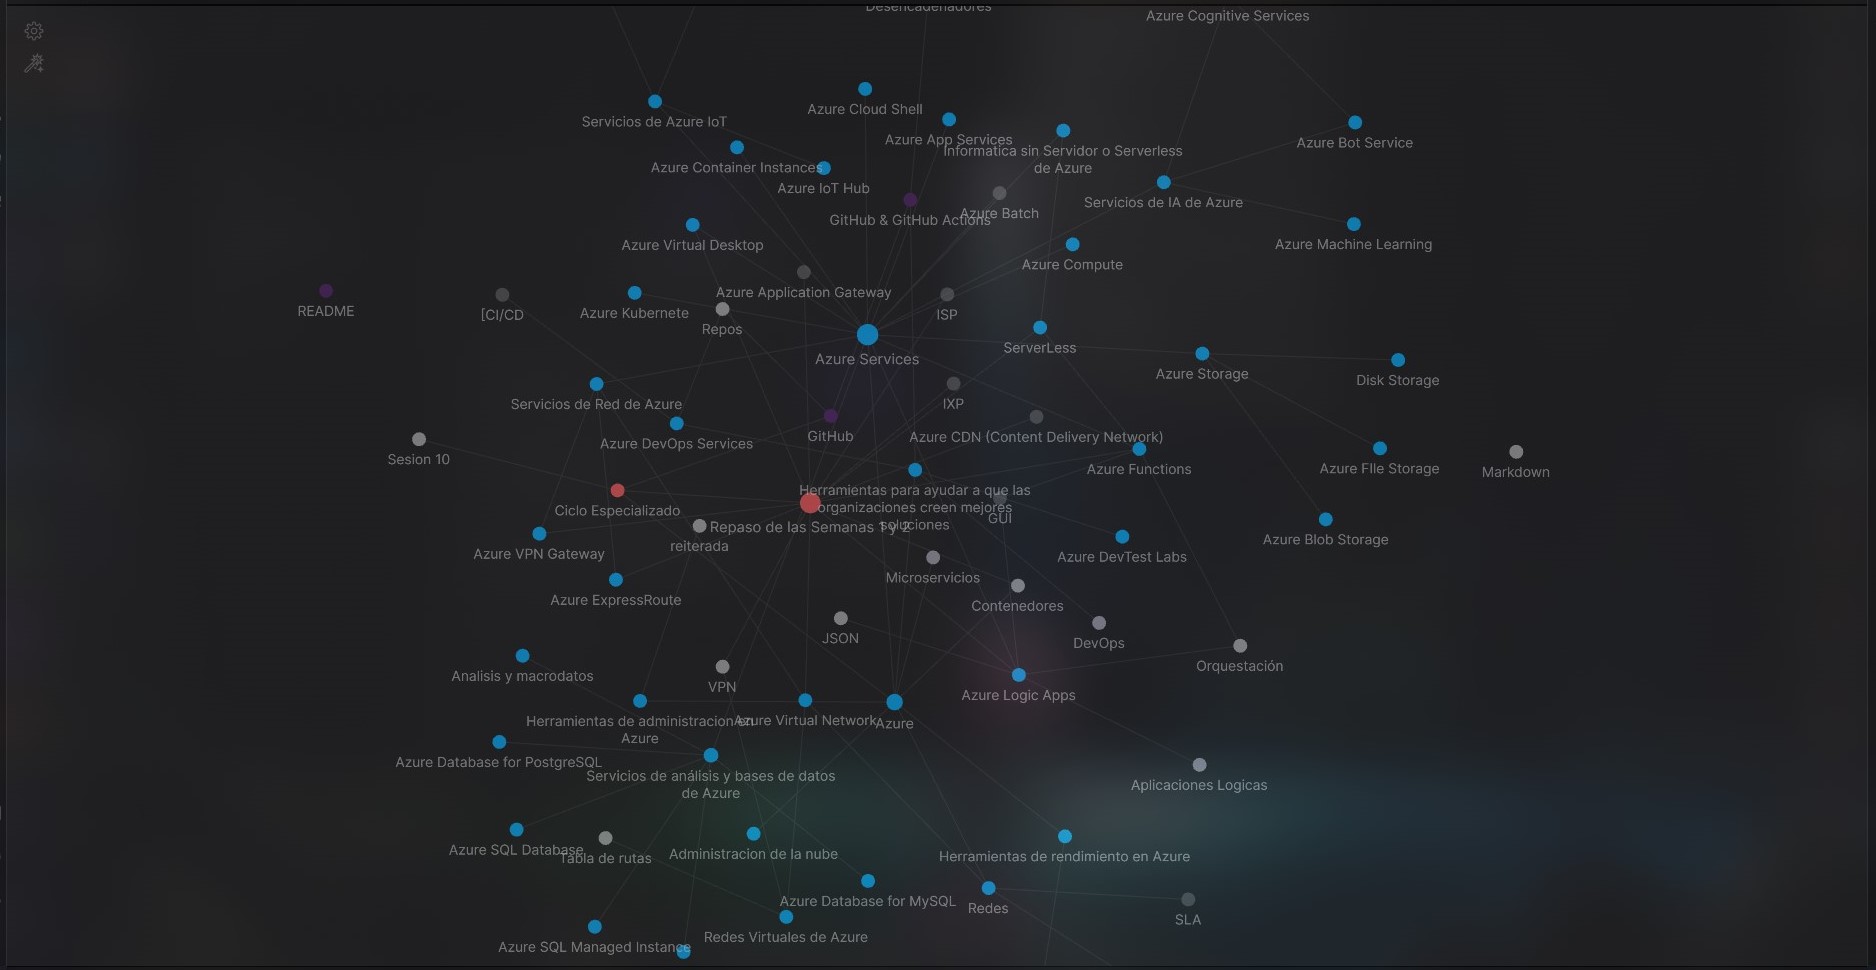 Desencadenadores
Azure Cognitive Services
Azure Cloud Shell
Servicios de Azure IoT
Azure App Services
Informatica sin Servidor o Serverless
de Azure
Azure Bot Service
Azure Container Instances
Azure IoT Hub
Servicios de IA de Azure
GitHub & GitHub Actions
Azure Batch
Azure Virtual Desktop
Azure Machine Learning
Azure Compute
Azure Application Gateway
README
[CI/CD
Azure Kubernete
Repos
ISP
Azure Services
ServerLess
Azure Storage
Disk Storage
Servicios de Red de Azure
IXP
GitHub
Azure CDN (Content Delivery Network)
Azure DevOps Services
Sesion 10
Azure Functions
Azure FIle Storage
Markdown
Herramientas para ayudar a que las
organizaciones creen mejores
soluciones
Ciclo Especializado
GUI
Repaso de las Semanas 1 y 2
reiterada
Azure Blob Storage
Azure VPN Gateway
Azure DevTest Labs
Microservicios
Azure ExpressRoute
Contenedores
JSON
DevOps
Orquestación
Analisis y macrodatos
VPN
Azure Logic Apps
Herramientas de administracion en
Azure
Azure Virtual Network
Azure
Azure Database for PostgreSQL
Servicios de análisis y bases de datos
de Azure
Aplicaciones Logicas
Azure SQL Database
Tabla de rutas
Administracion de la nube
Herramientas de rendimiento en Azure
Azure Database for MySQL
Redes
SLA
Redes Virtuales de Azure
Azure SQL Managed Instance